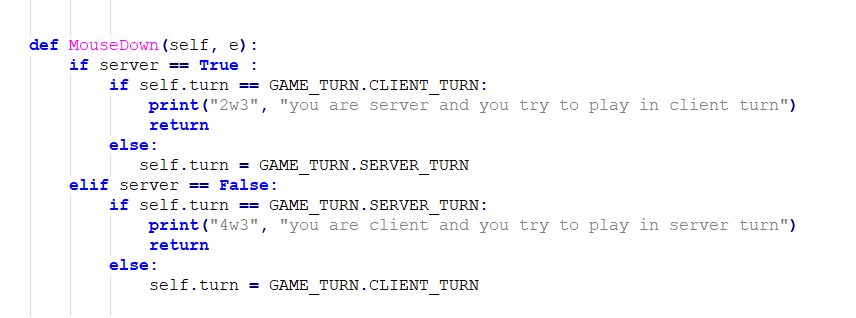 def MouseDown(self, e):
    if server == True :
        if self.turn == GAME_TURN.CLIENT_TURN:
            print("2w3", "you are server and you try to play in client turn")
            return
        else:
           self.turn = GAME_TURN.SERVER_TURN
    elif server == False:
        if self.turn == GAME_TURN.SERVER_TURN:
            print("4w3", "you are client and you try to play in server turn")
            return
        else:
            self.turn = GAME_TURN.CLIENT_TURN